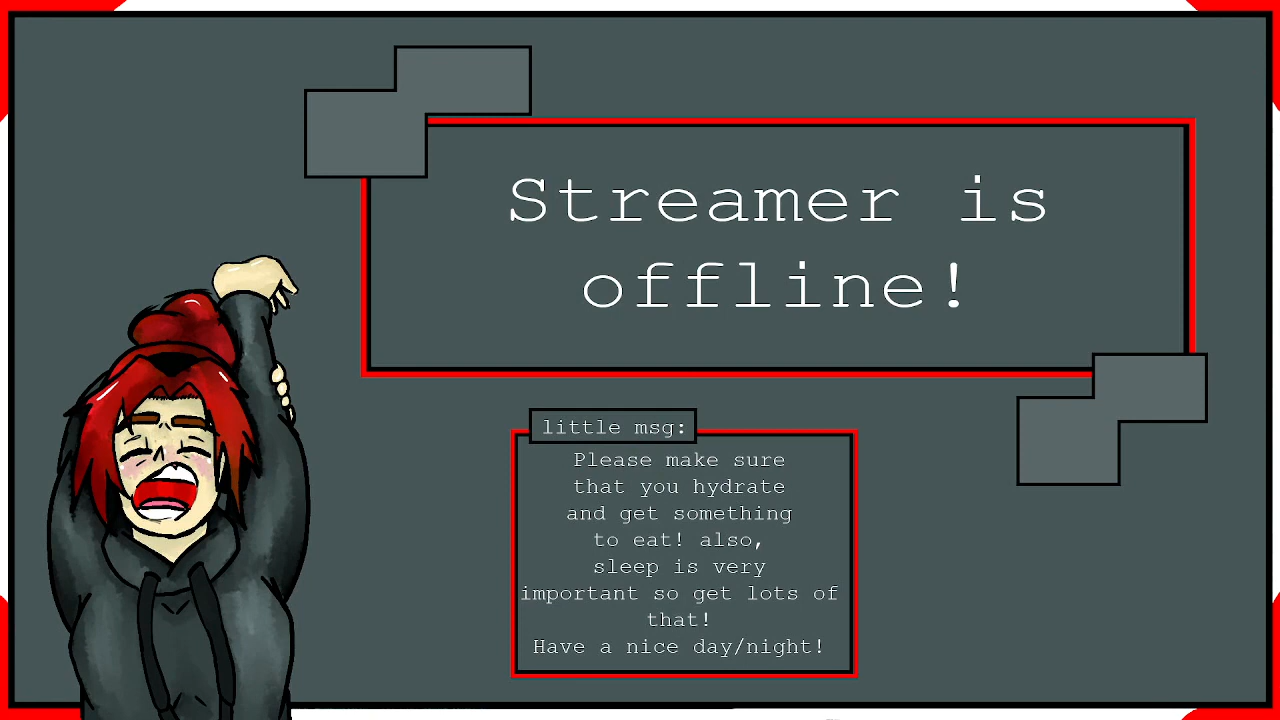 Streamer is
offline!
little msg:
Please make sure
that you hydrate
and get something
to eat! also,
sleep is very
important so get lots of
that!
Have a nice day/night!